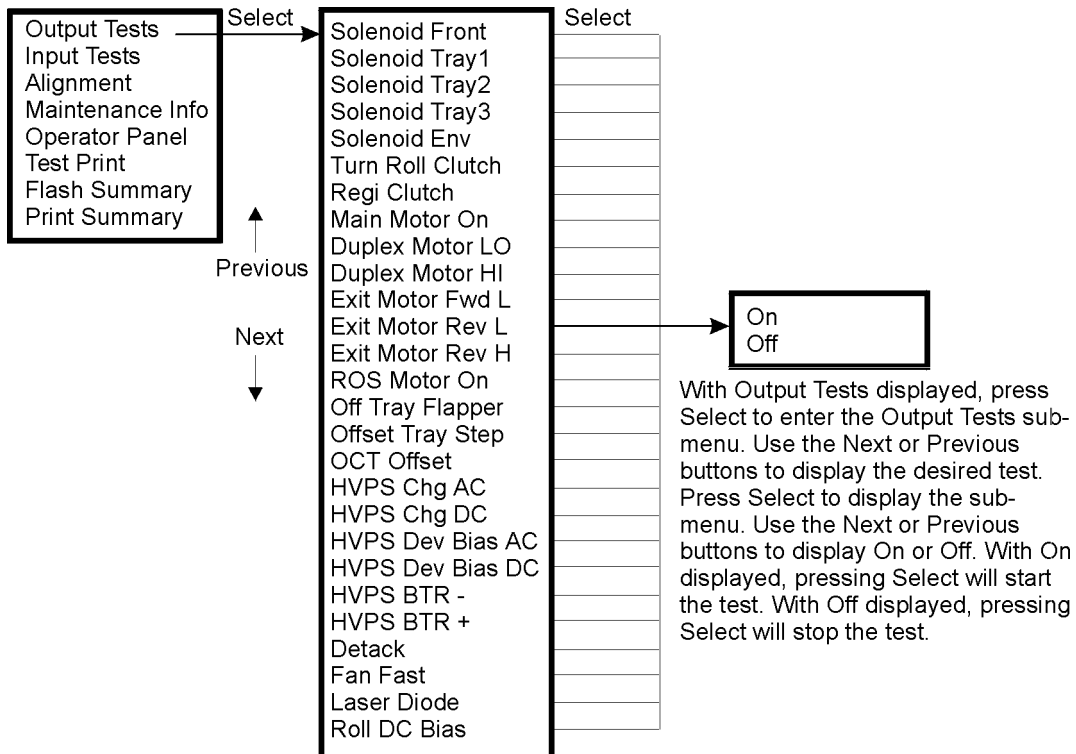 Output Tests
Input Tests
Alignment
Maintenance Info
Operator Panel
Test Print
Flash Summary
Print Summary
Select
Previous
Next
Solenoid Front
Solenoid Tray1
Solenoid Tray2
Solenoid Tray3
Solenoid Env
Turn Roll Clutch
Regi Clutch
Main Motor On
Duplex Motor LO
Duplex Motor HI
Exit Motor Fwd L
Exit Motor Rev L
Exit Motor Rev H
ROS Motor On
Off Tray Flapper
Offset Tray Step
OCT Offset
HVPS Chg AC
HVPS Chg DC
HVPS Dev Bias AC
HVPS Dev Bias DC
HVPS BTR -
HVPS BTR +
Detack
Fan Fast
Laser Diode
Roll DC Bias
Select
On
Off
With Output Tests displayed, press
Select to enter the Output Tests sub-
menu. Use the Next or Previous
buttons to display the desired test.
Press Select to display the sub-
menu. Use the Next or Previous
buttons to display On or Off. With On
displayed, pressing Select will start
the test. With Off displayed, pressing
Select will stop the test.